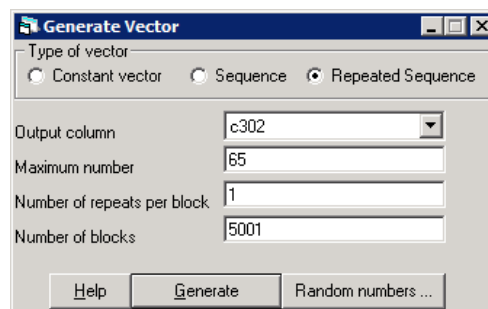 Generate Vector
Type of vector
Constant vector Sequence Repeated Sequence
Output column c302
Maximum number 65
Number of repeats per block 1
Number of blocks 5001
Help Generate Random numbers ...